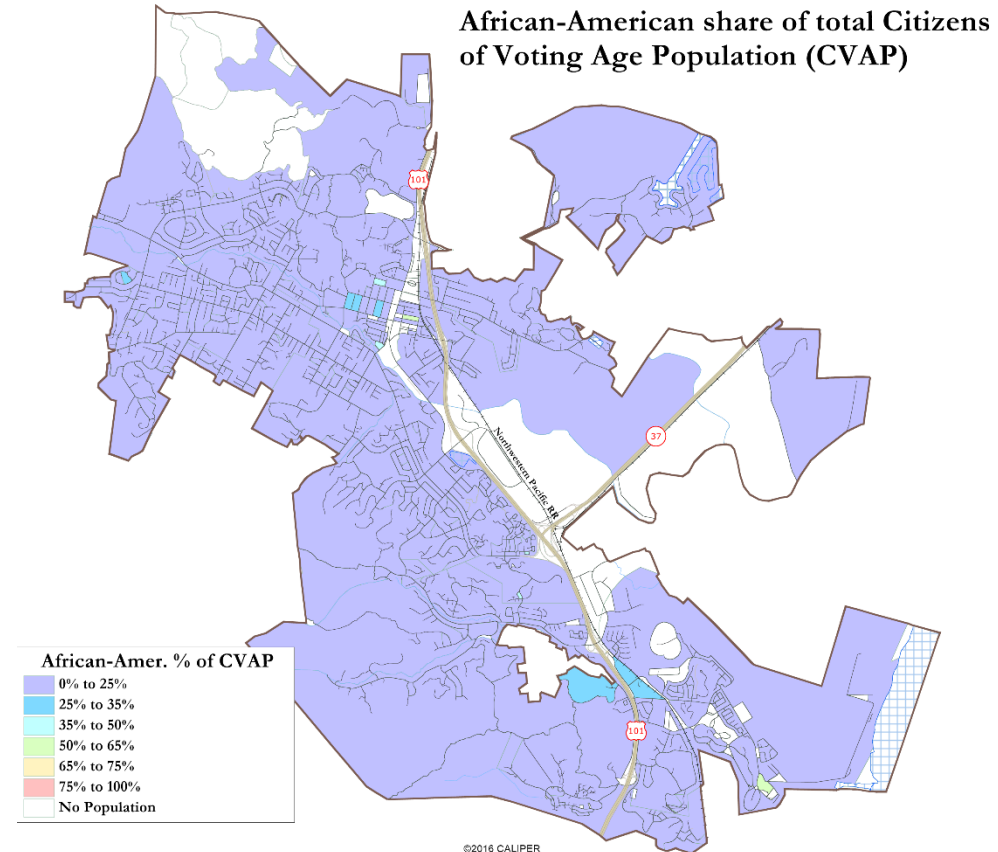 African-American share of total Citizens
of Voting Age Population (CVAP)
101
37
Northwestern Pacific RR
101
African-Amer. % of CVAP
0% to 25%
25% to 35%
35% to 50%
50% to 65%
65% to 75%
75% to 100%
No Population
©2016 CALIPER